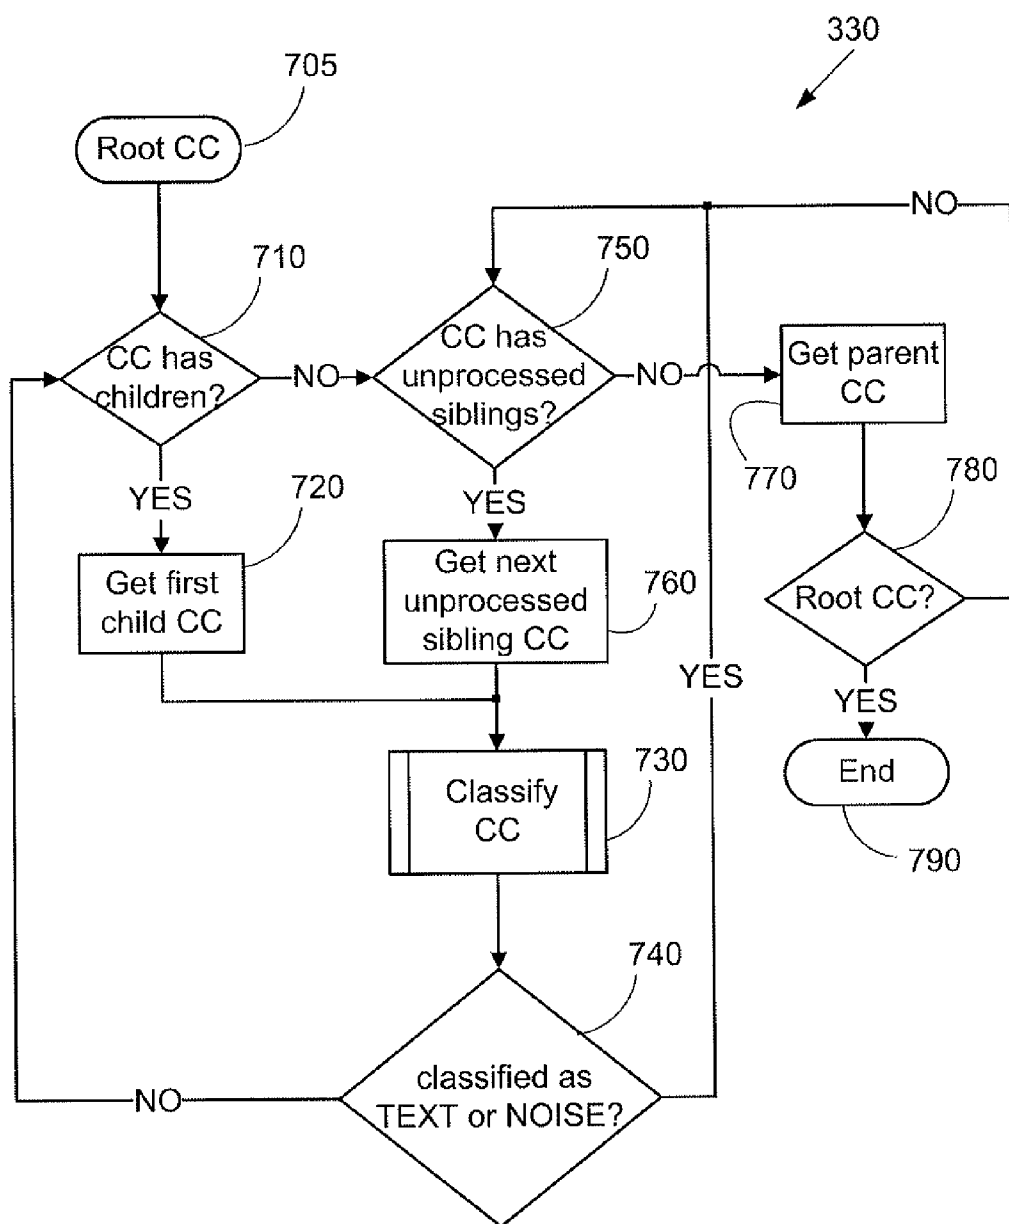 330
705
Root CC
NO
710
750
CC has
children?
NO
CC has
unprocessed
siblings?
NO
Get parent
CC
770
780
YES
720
YES
Get first
child CC
Get next
unprocessed
sibling CC
760
Root CC?
YES
YES
730
Classify
CC
End
790
740
classified as
TEXT or NOISE?
NO